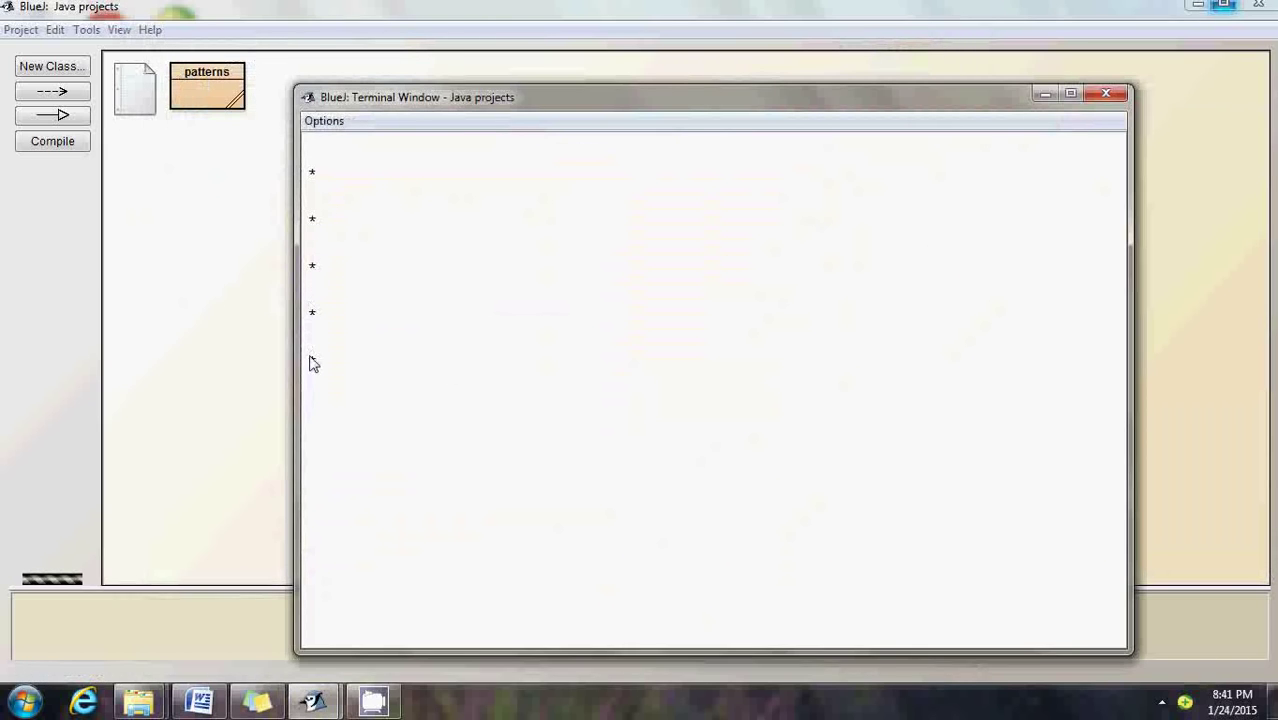 BlueJ: Java projects
Project Edit Tools View Help
New Class...
patterns
Compile
BlueJ: Terminal Window - Java projects
Options
*
*
*
*
8:41 PM
1/24/2015